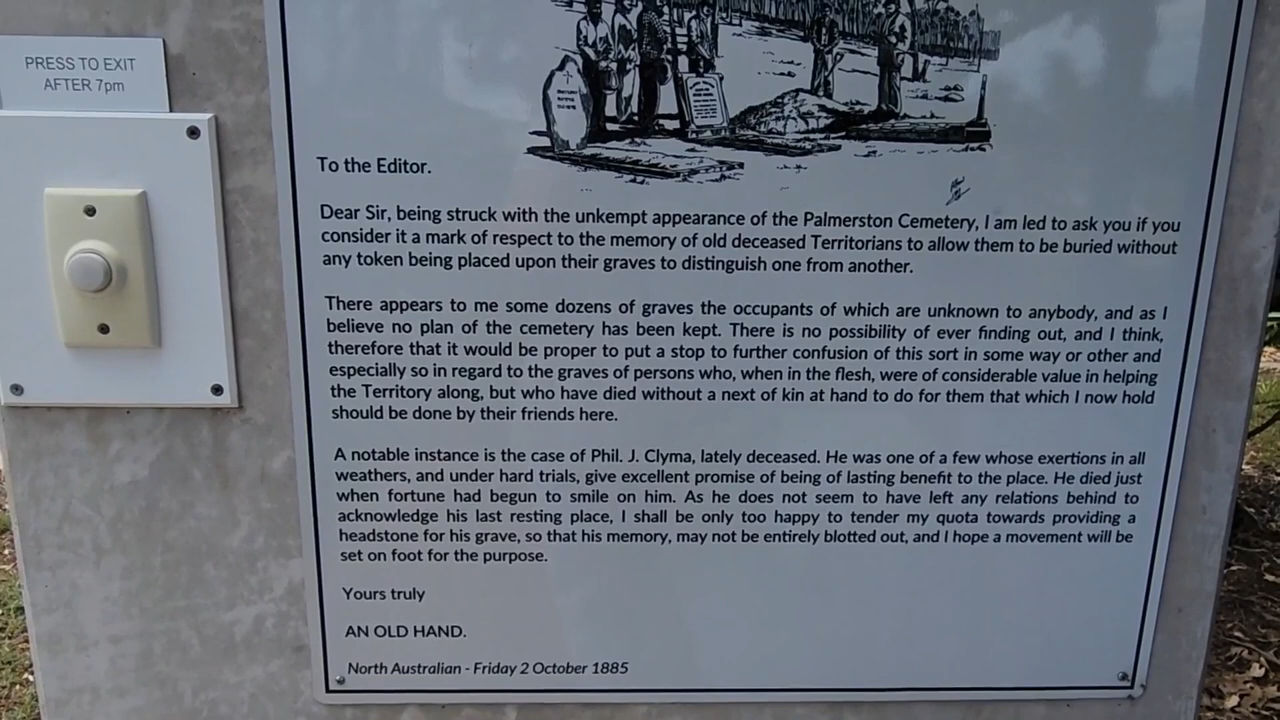 PRESS TO EXIT
AFTER 7pm
To the Editor.
Dear Sir, being struck with the unkempt appearance of the Palmerston Cemetery, I am led to ask you if you
consider it a mark of respect to the memory of old deceased Territorians to allow them to be buried without
any token being placed upon their graves to distinguish one from another.
There appears to me some dozens of graves the occupants of which are unknown to anybody, and as I
believe no plan of the cemetery has been kept. There is no possibility of ever finding out, and I think,
therefore that it would be proper to put a stop to further confusion of this sort in some way or other and
especially so in regard to the graves of persons who, when in the flesh, were of considerable value in helping
the Territory along, but who have died without a next of kin at hand to do for them that which I now hold
should be done by their friends here.
A notable instance is the case of Phil. J. Clyma, lately deceased. He was one of a few whose exertions in all
weathers, and under hard trials, give excellent promise of being of lasting benefit to the place. He died just
when fortune had begun to smile on him. As he does not seem to have left any relations behind to
acknowledge his last resting place, I shall be only too happy to tender my quota towards providing a
headstone for his grave, so that his memory, may not be entirely blotted out, and I hope a movement will be
set on foot for the purpose.
Yours truly
AN OLD HAND.
North Australian - Friday 2 October 1885